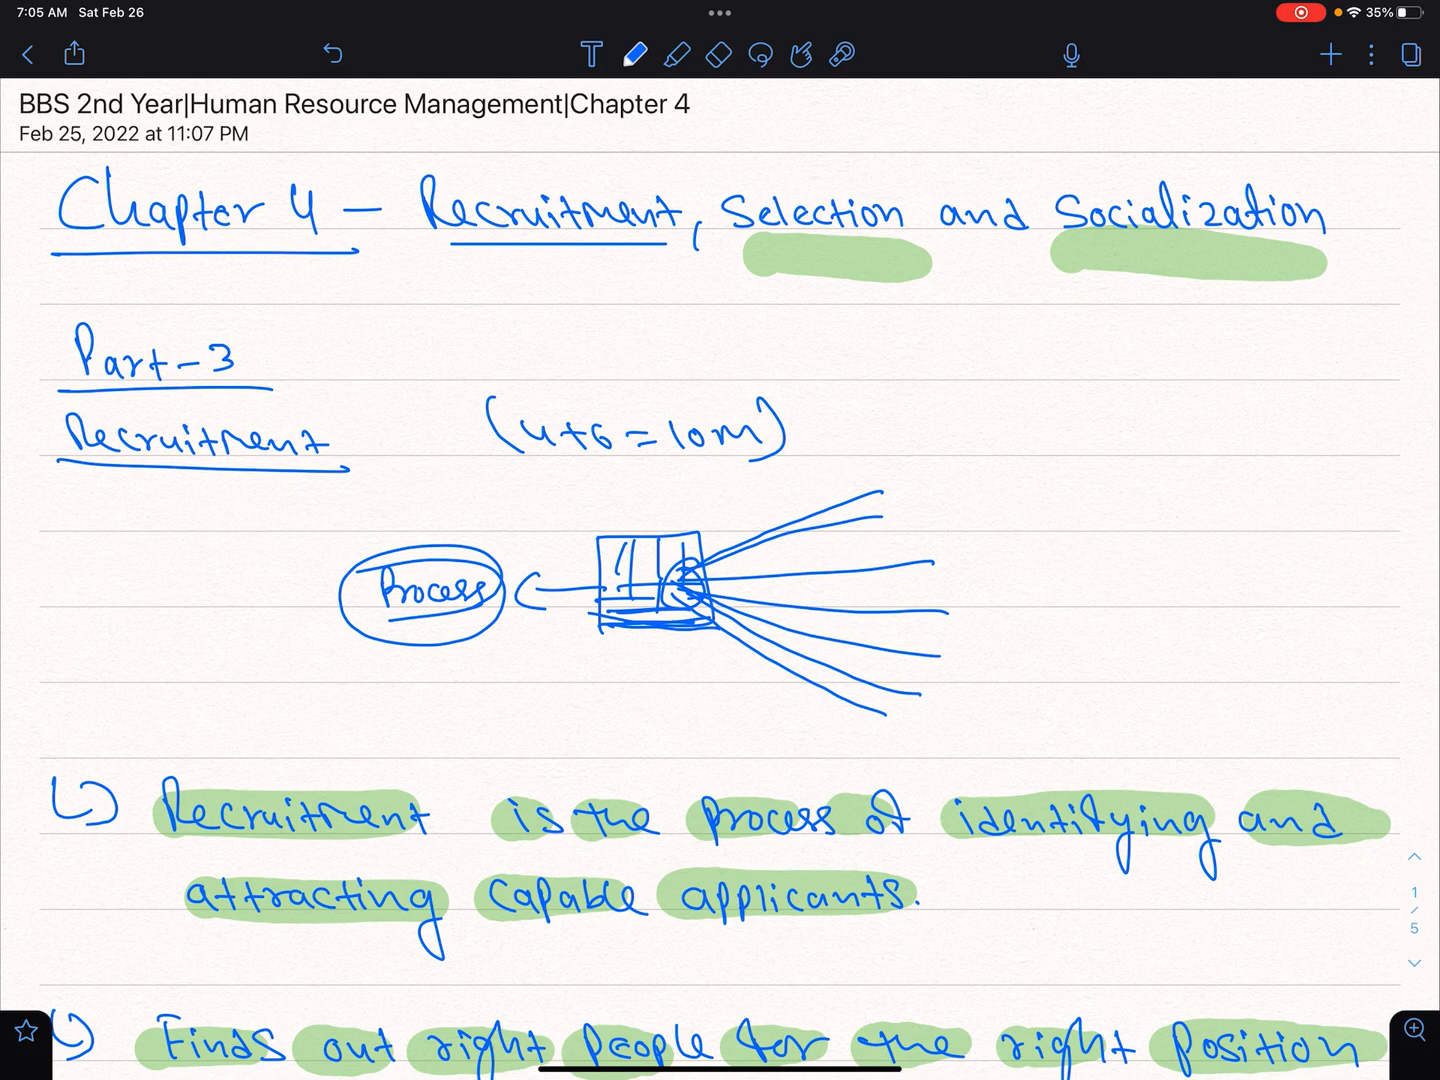 7:05 AM Sat Feb 26
35%
BBS 2nd Year|Human Resource Management|Chapter 4
Feb 25, 2022 at 11:07 PM
Chapter 4 - Recruitment, Selection and Socialization
Part-3
Recruitment (4+6=10m)
Process
Recruitment is the process of identifying and
attracting capable applicants.
1
/
5
Finds out right people for the right position